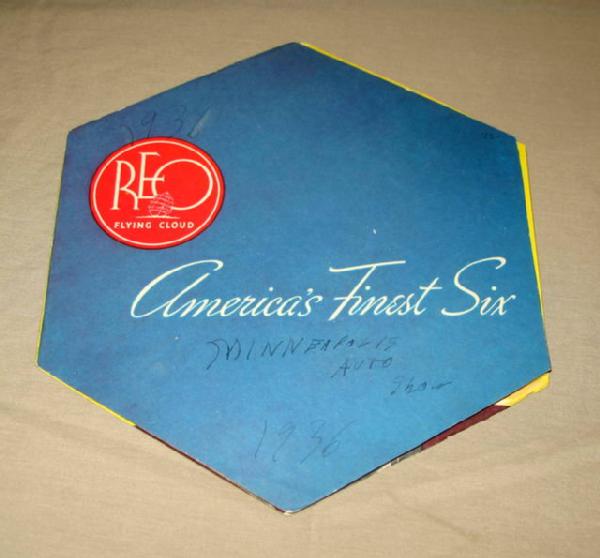 1936
REO
FLYING CLOUD
America's Finest Six
MINNEAPOLIS
AUTO
Show
1936